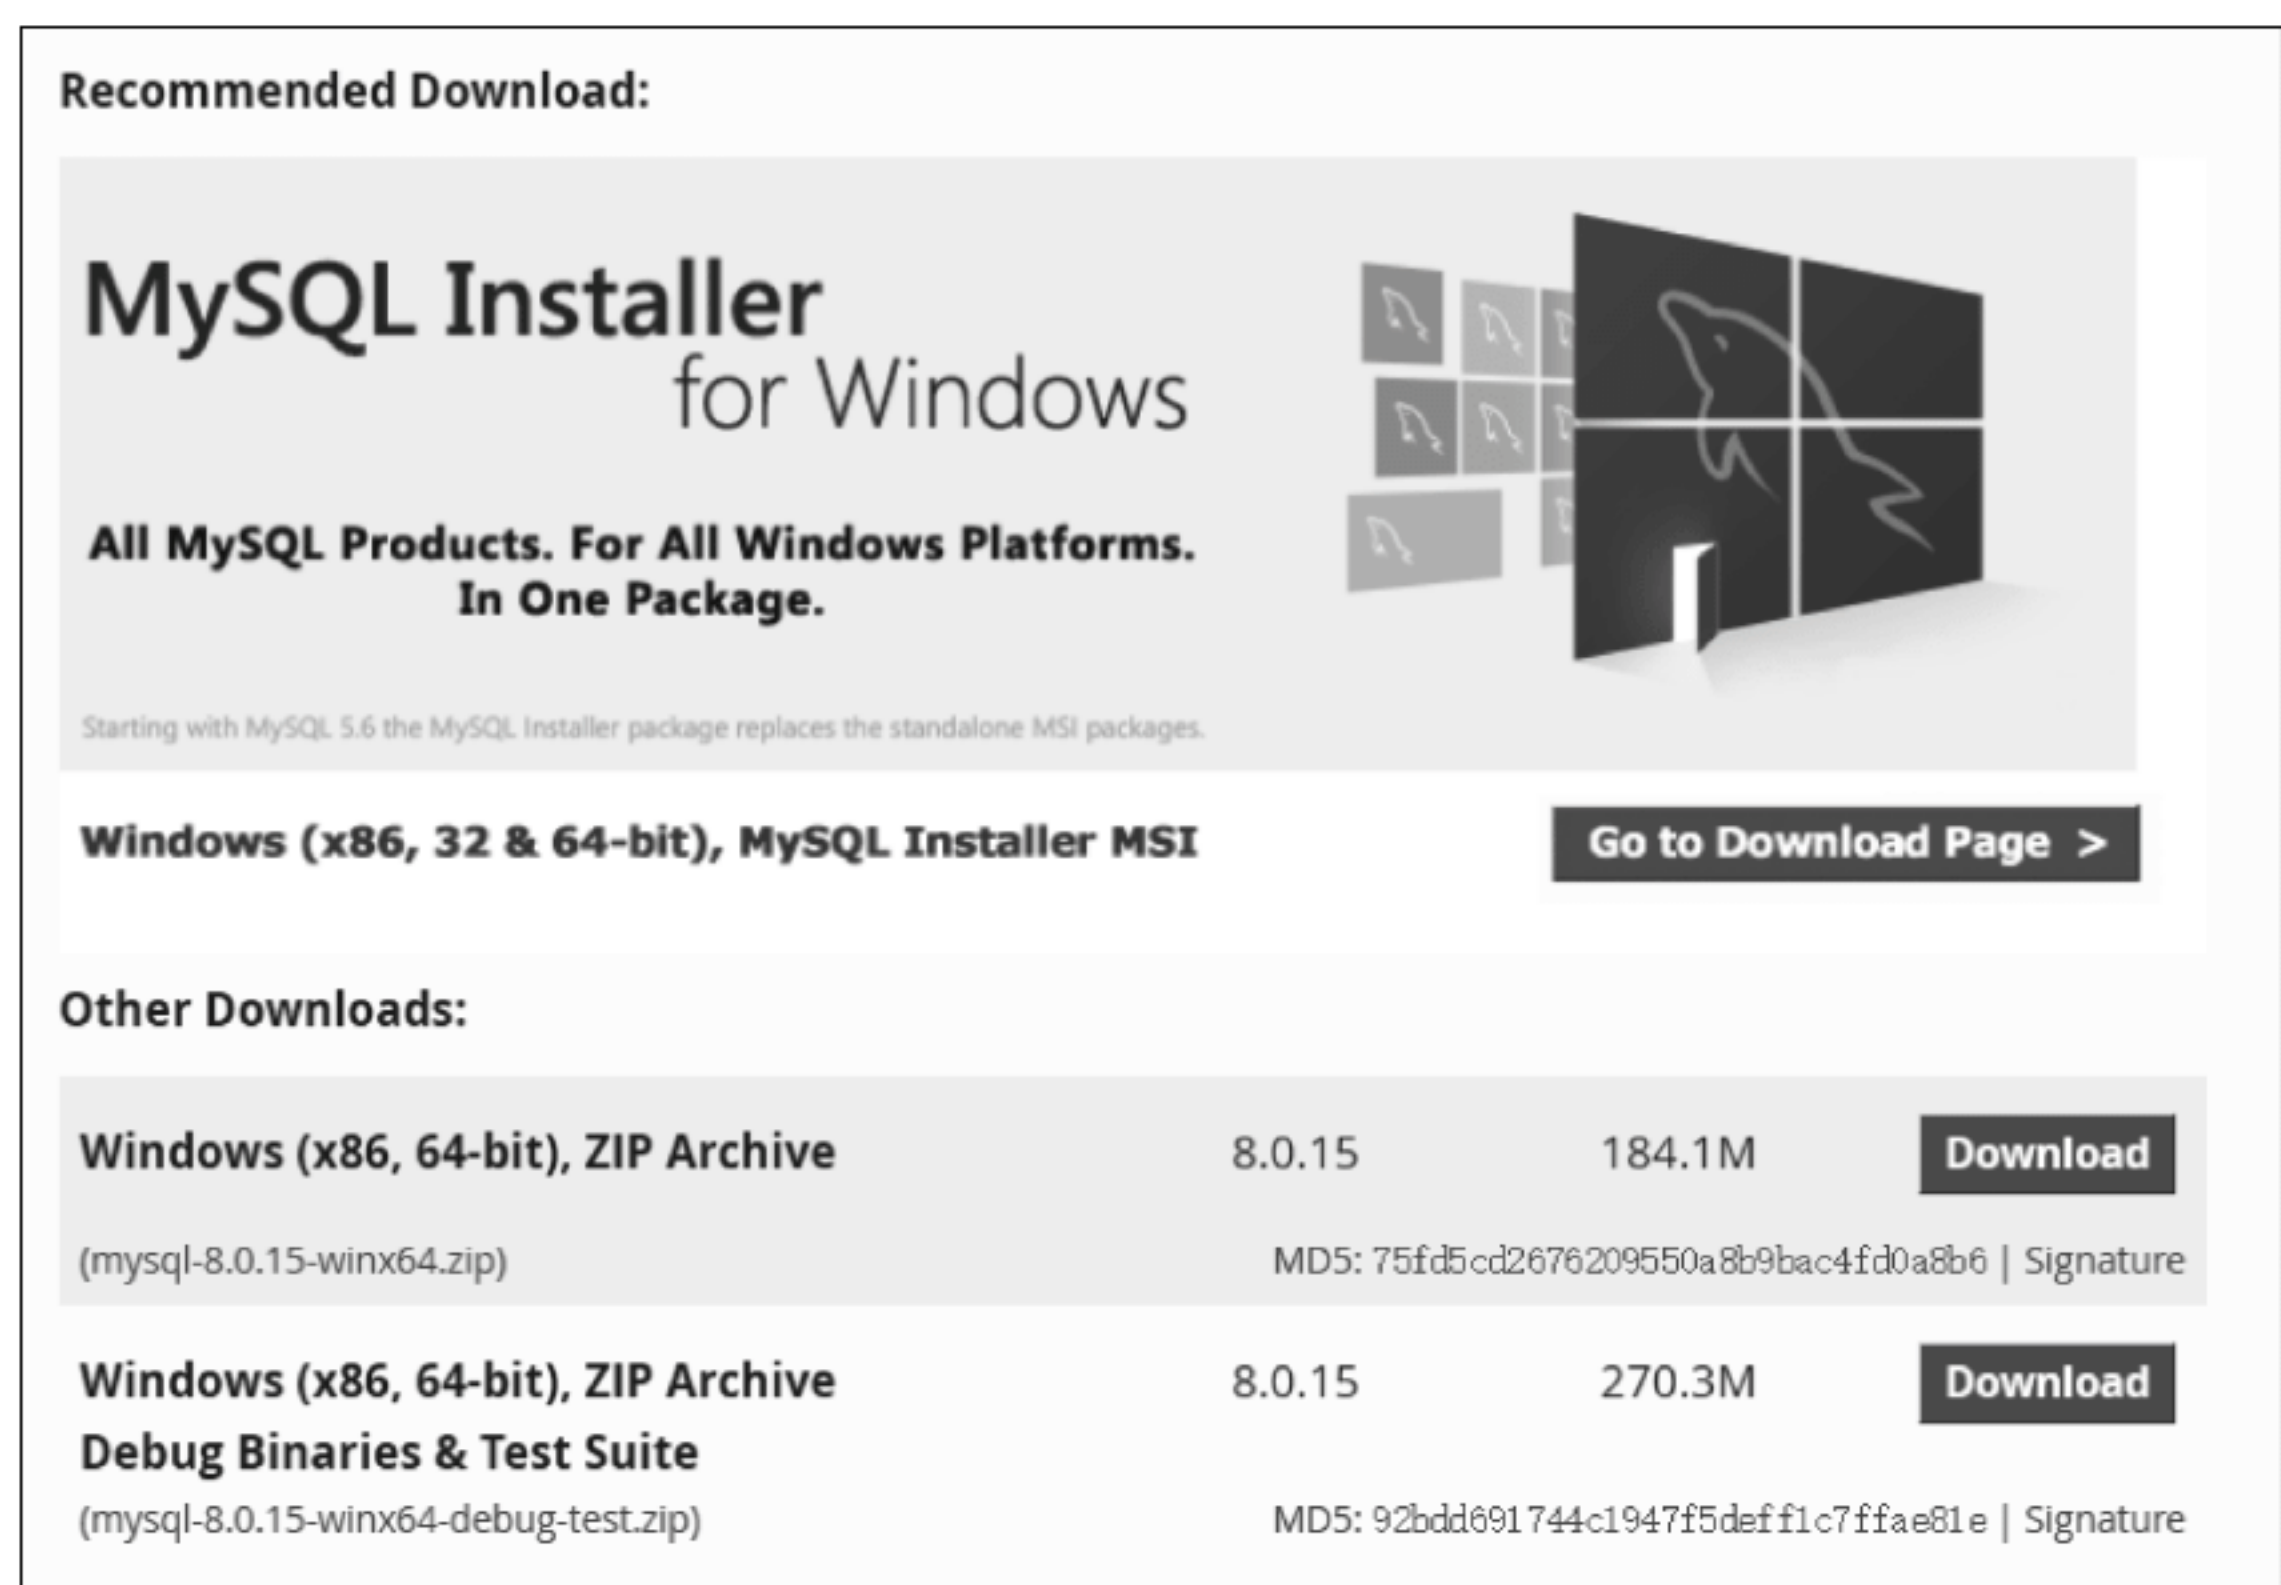 Recommended Download:
MySQL Installer
for Windows
All MySQL Products. For All Windows Platforms.
In One Package.
Starting with MySQL 5.6 the MySQL Installer package replaces the standalone MSI packages.
Windows (x86, 32 & 64-bit), MySQL Installer MSI Go to Download Page >
Other Downloads:
Windows (x86, 64-bit), ZIP Archive 8.0.15 184.1M Download
(mysql-8.0.15-winx64.zip) MD5: 75fd5cd2676209550a8b9bac4fd0a8b6 | Signature
Windows (x86, 64-bit), ZIP Archive 8.0.15 270.3M Download
Debug Binaries & Test Suite
(mysql-8.0.15-winx64-debug-test.zip) MD5: 92bdd691744c1947f5deff1c7ffae81e | Signature